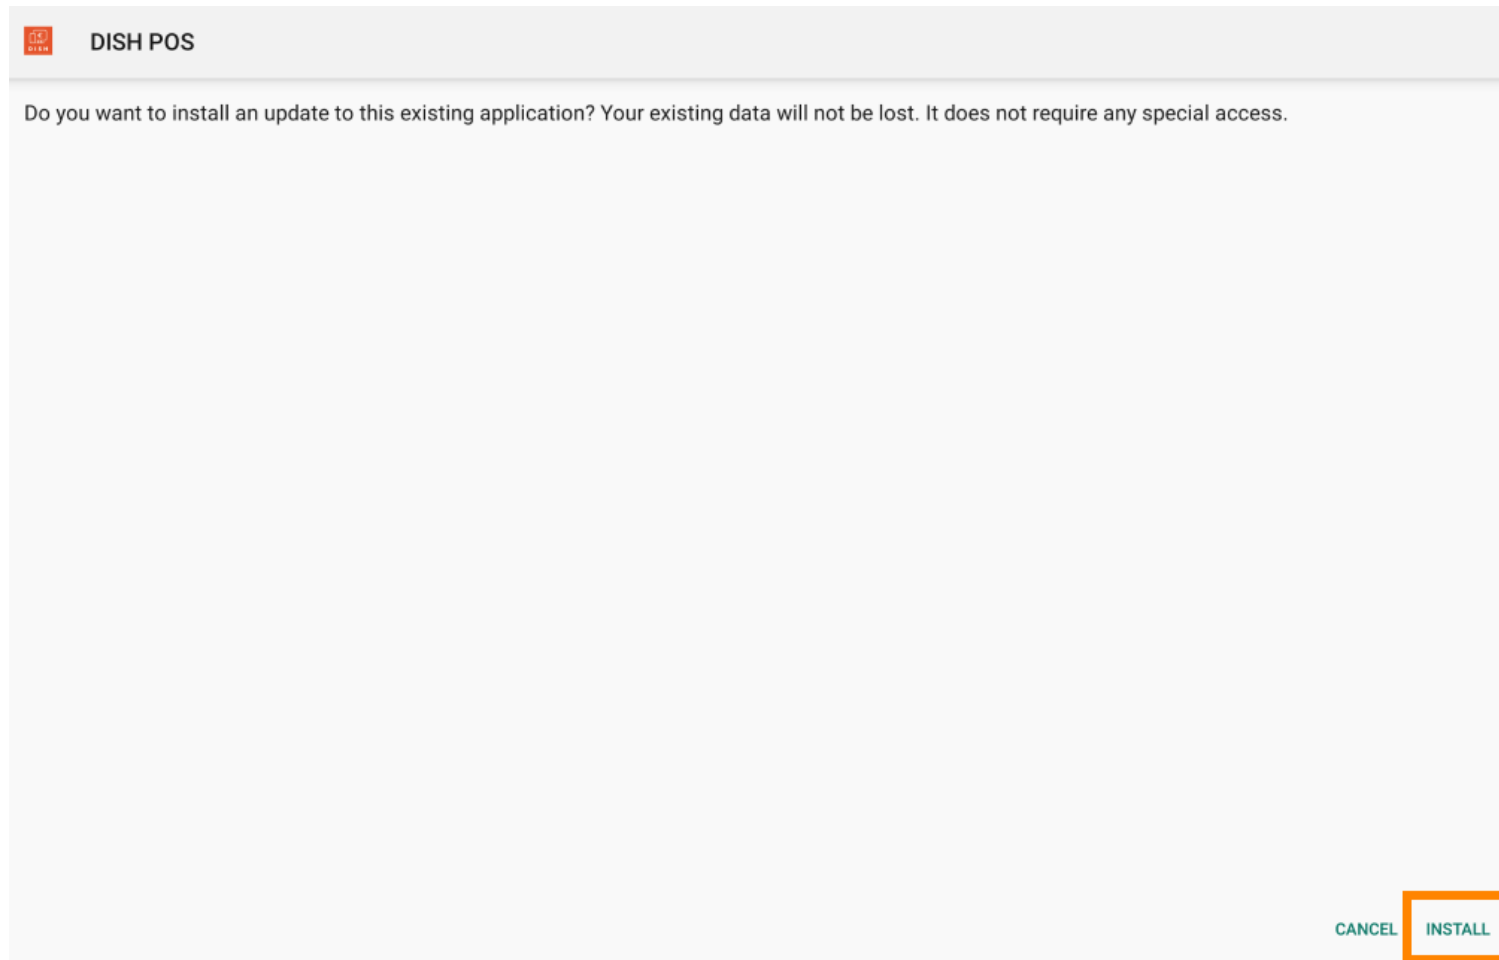 DISH
DISH POS
Do you want to install an update to this existing application? Your existing data will not be lost. It does not require any special access.
CANCEL
INSTALL